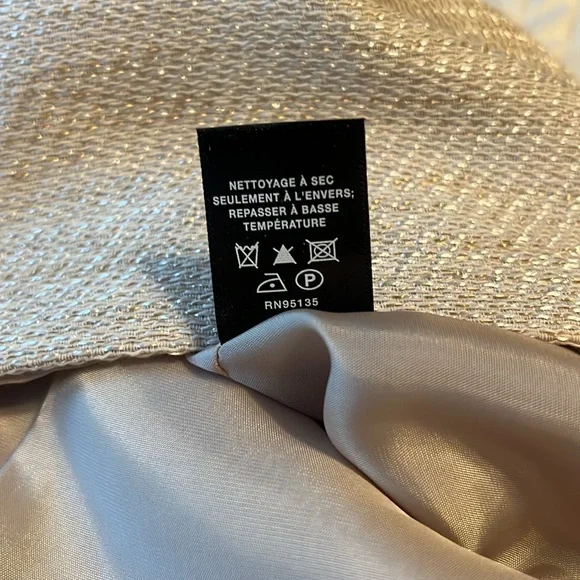 NETTOYAGE À SEC
SEULEMENT À L'ENVERS;
REPASSER À BASSE
TEMPÉRATURE
P
RN95135